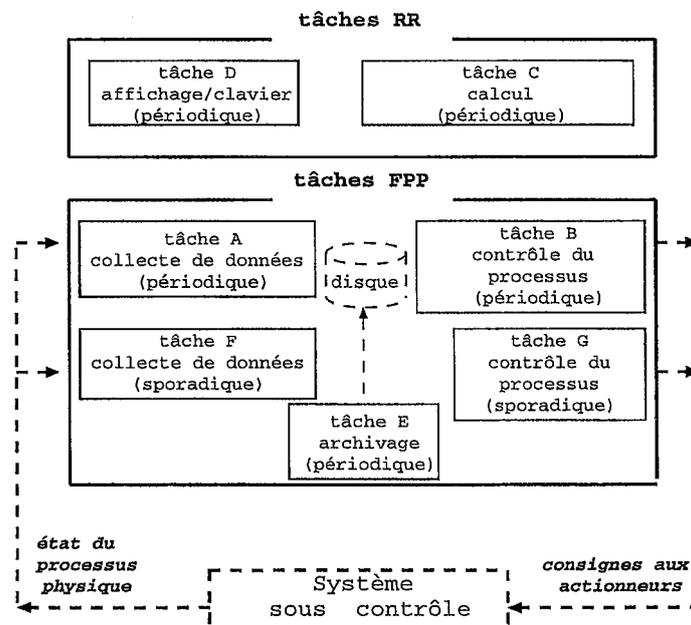 tâches RR
tâche D
affichage/clavier
(périodique)
tâche C
calcul
(périodique)
tâches FPP
tâche A
collecte de données
(périodique)
disque
tâche B
contrôle du
processus
(périodique)
tâche F
collecte de données
(sporadique)
tâche G
contrôle du
processus
(sporadique)
tâche E
archivage
(périodique)
état du
processus
physique
Système
sous contrôle
consignes aux
actionneurs